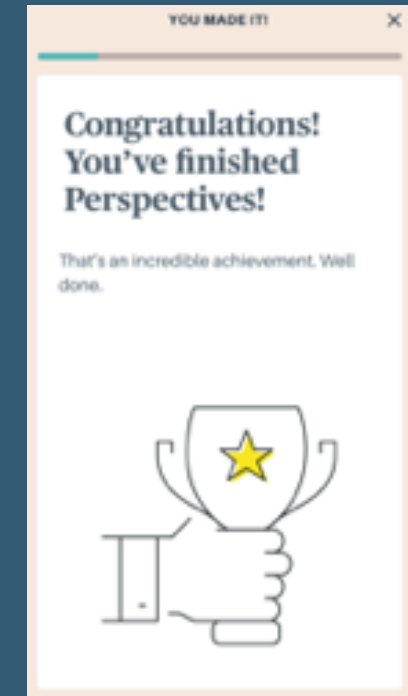 YOU MADE IT!
Congratulations!
You've finished
Perspectives!
That's an incredible achievement. Well
done.